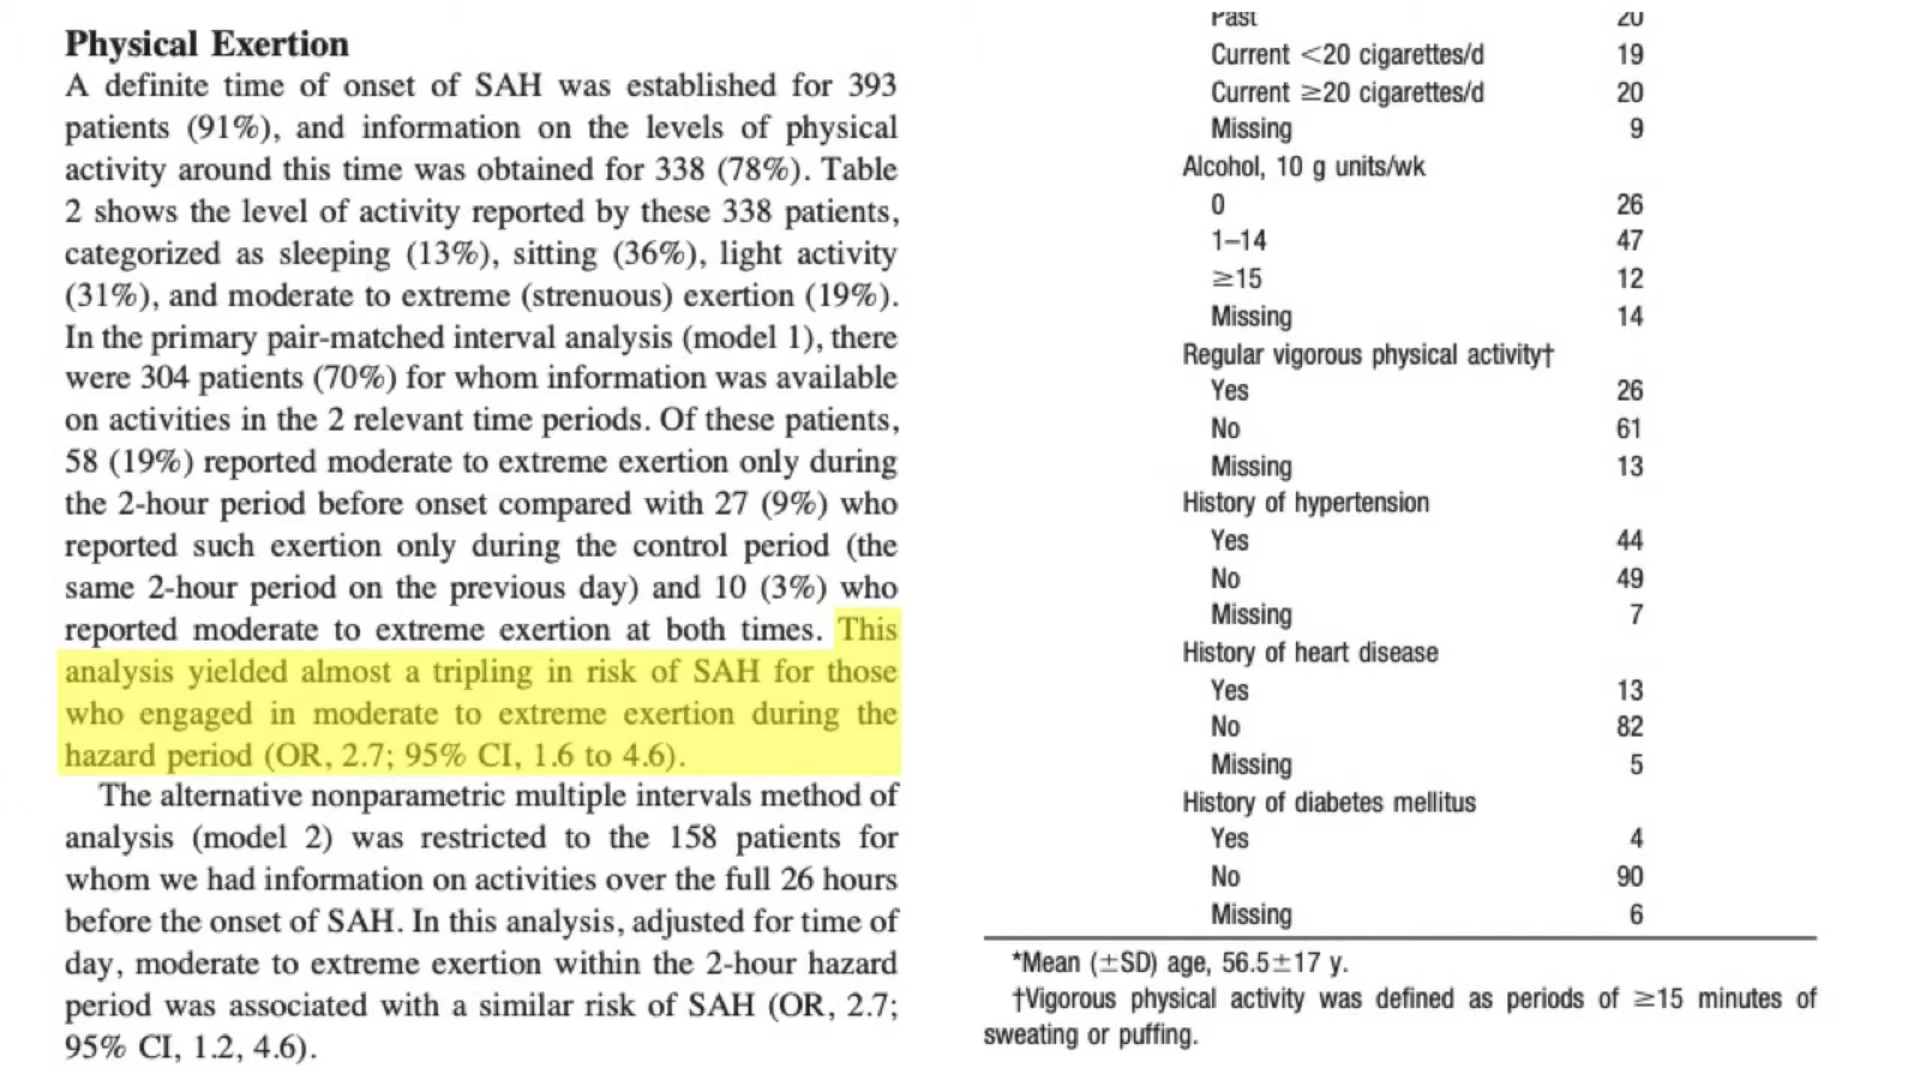 Physical Exertion
A definite time of onset of SAH was established for 393
patients (91%), and information on the levels of physical
activity around this time was obtained for 338 (78%). Table
2 shows the level of activity reported by these 338 patients,
categorized as sleeping (13%), sitting (36%), light activity
(31%), and moderate to extreme (strenuous) exertion (19%).
In the primary pair-matched interval analysis (model 1), there
were 304 patients (70%) for whom information was available
on activities in the 2 relevant time periods. Of these patients,
58 (19%) reported moderate to extreme exertion only during
the 2-hour period before onset compared with 27 (9%) who
reported such exertion only during the control period (the
same 2-hour period on the previous day) and 10 (3%) who
reported moderate to extreme exertion at both times. This
analysis yielded almost a tripling in risk of SAH for those
who engaged in moderate to extreme exertion during the
hazard period (OR, 2.7; 95% CI, 1.6 to 4.6).
The alternative nonparametric multiple intervals method of
analysis (model 2) was restricted to the 158 patients for
whom we had information on activities over the full 26 hours
before the onset of SAH. In this analysis, adjusted for time of
day, moderate to extreme exertion within the 2-hour hazard
period was associated with a similar risk of SAH (OR, 2.7;
95% CI, 1.2, 4.6).
Past 20
Current <20 cigarettes/d 19
Current ≥20 cigarettes/d 20
Missing 9
Alcohol, 10 g units/wk
0 26
1–14 47
≥15 12
Missing 14
Regular vigorous physical activity†
Yes 26
No 61
Missing 13
History of hypertension
Yes 44
No 49
Missing 7
History of heart disease
Yes 13
No 82
Missing 5
History of diabetes mellitus
Yes 4
No 90
Missing 6
*Mean (±SD) age, 56.5±17 y.
†Vigorous physical activity was defined as periods of ≥15 minutes of
sweating or puffing.